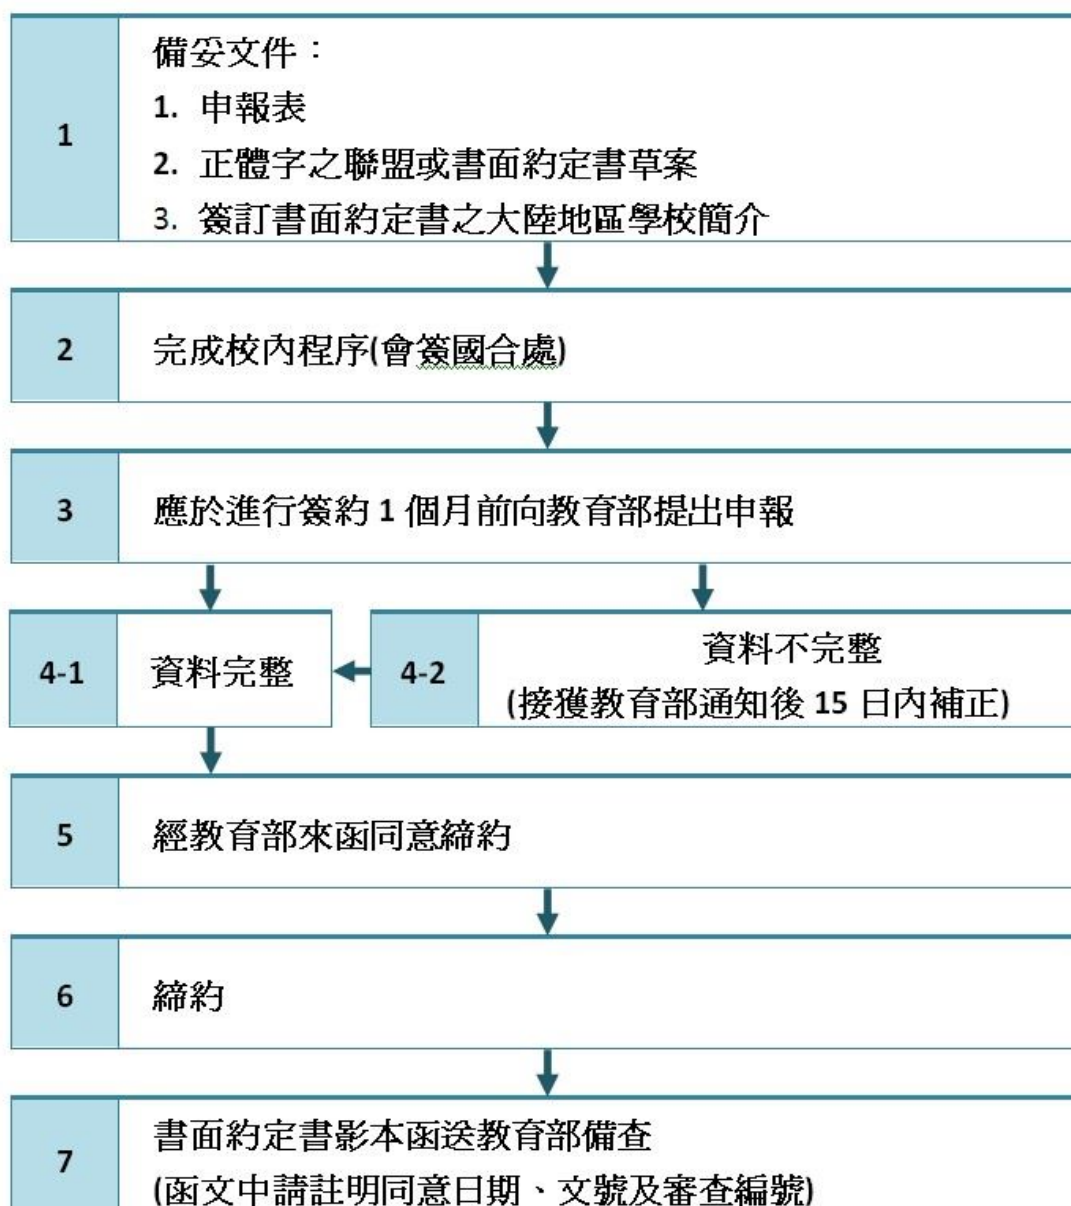 1
備妥文件：
1. 申報表
2. 正體字之聯盟或書面約定書草案
3. 簽訂書面約定書之大陸地區學校簡介
2
完成校內程序(會簽國合處)
3
應於進行簽約 1 個月前向教育部提出申報
4-1
資料完整
4-2
資料不完整
(接獲教育部通知後 15 日內補正)
5
經教育部來函同意締約
6
締約
7
書面約定書影本函送教育部備查
(函文中請註明同意日期、文號及審查編號)